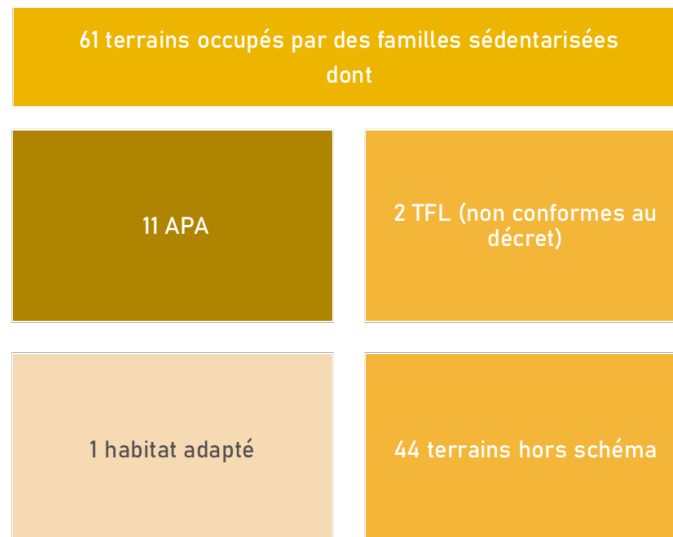 61 terrains occupés par des familles sédentarisées
dont
11 APA
2 TFL (non conformes au
décret)
1 habitat adapté
44 terrains hors schéma